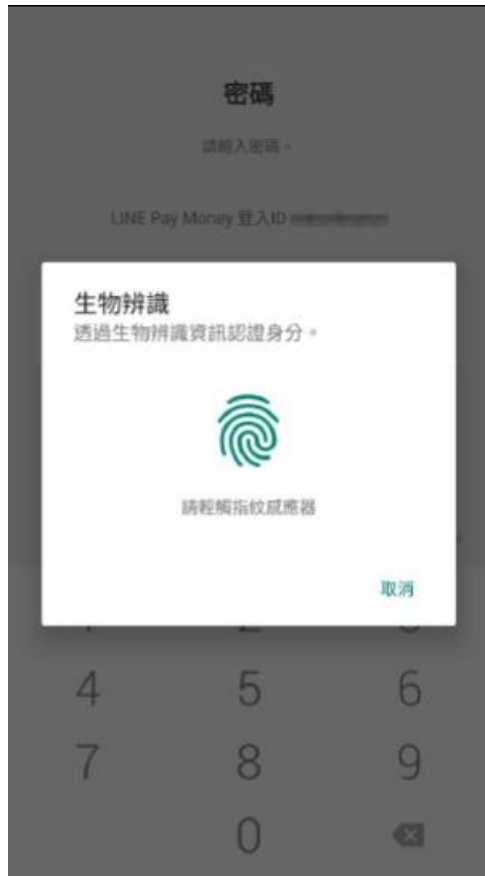 密碼
請輸入密碼。
LINE Pay Money 登入ID
生物辨識
透過生物辨識資訊認證身分。
請輕觸指紋感應器
取消
4 5 6
7 8 9
0